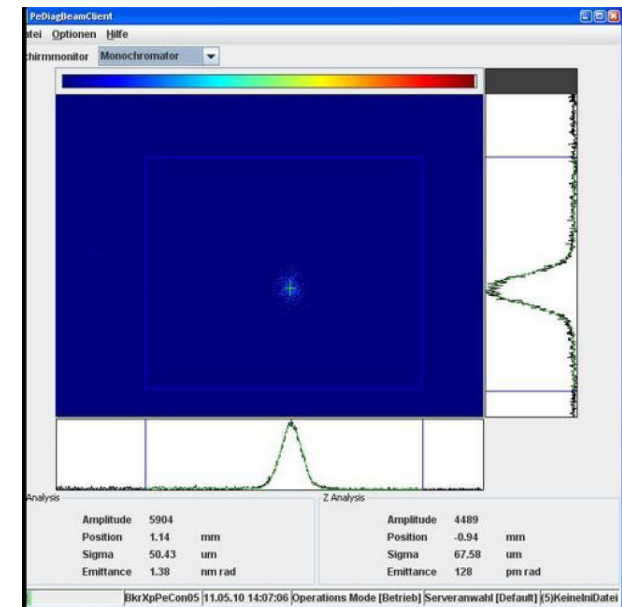 PeDiagBeamClient
tei Optionen Hilfe
hirmmonitor Monochromator
Analysis
Amplitude 5904
Position 1.14 mm
Sigma 50.43 um
Emittance 1.38 nm rad
Z Analysis
Amplitude 4489
Position -0.94 mm
Sigma 67.58 um
Emittance 128 pm rad
BkrXpPeCon05 11.05.10 14:07:06 Operations Mode [Betrieb] Serveranwahl [Default] (5)KeineIniDatei